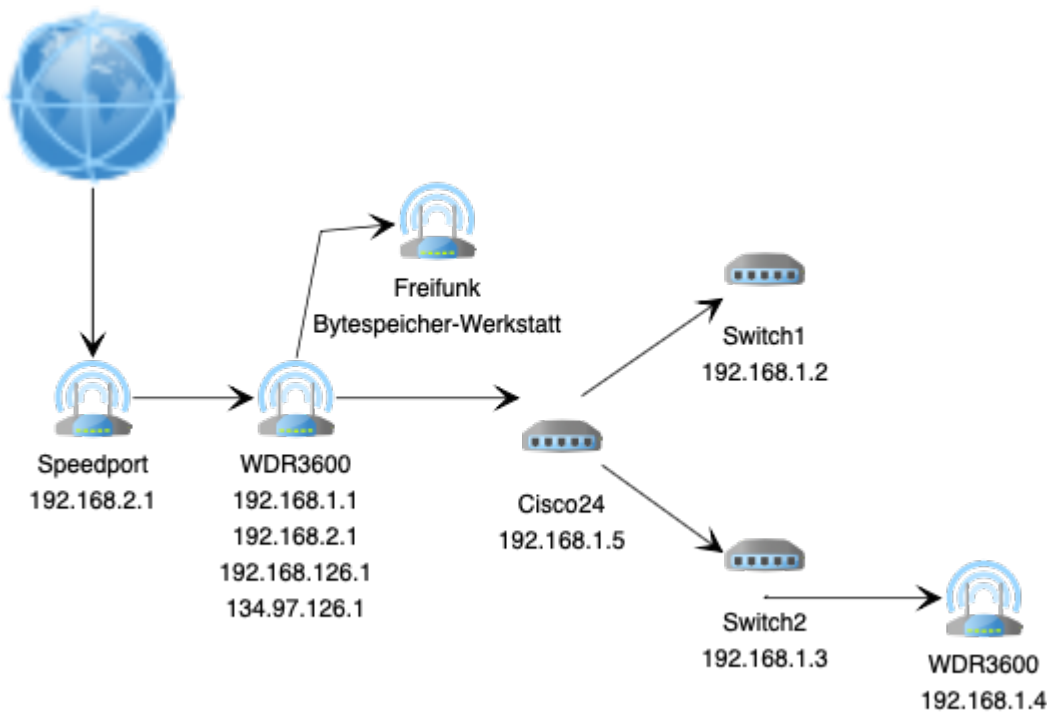 Freifunk
Bytespeicher-Werkstatt
Switch1
192.168.1.2
Speedport
192.168.2.1
WDR3600
192.168.1.1
192.168.2.1
192.168.126.1
134.97.126.1
Cisco24
192.168.1.5
Switch2
192.168.1.3
WDR3600
192.168.1.4